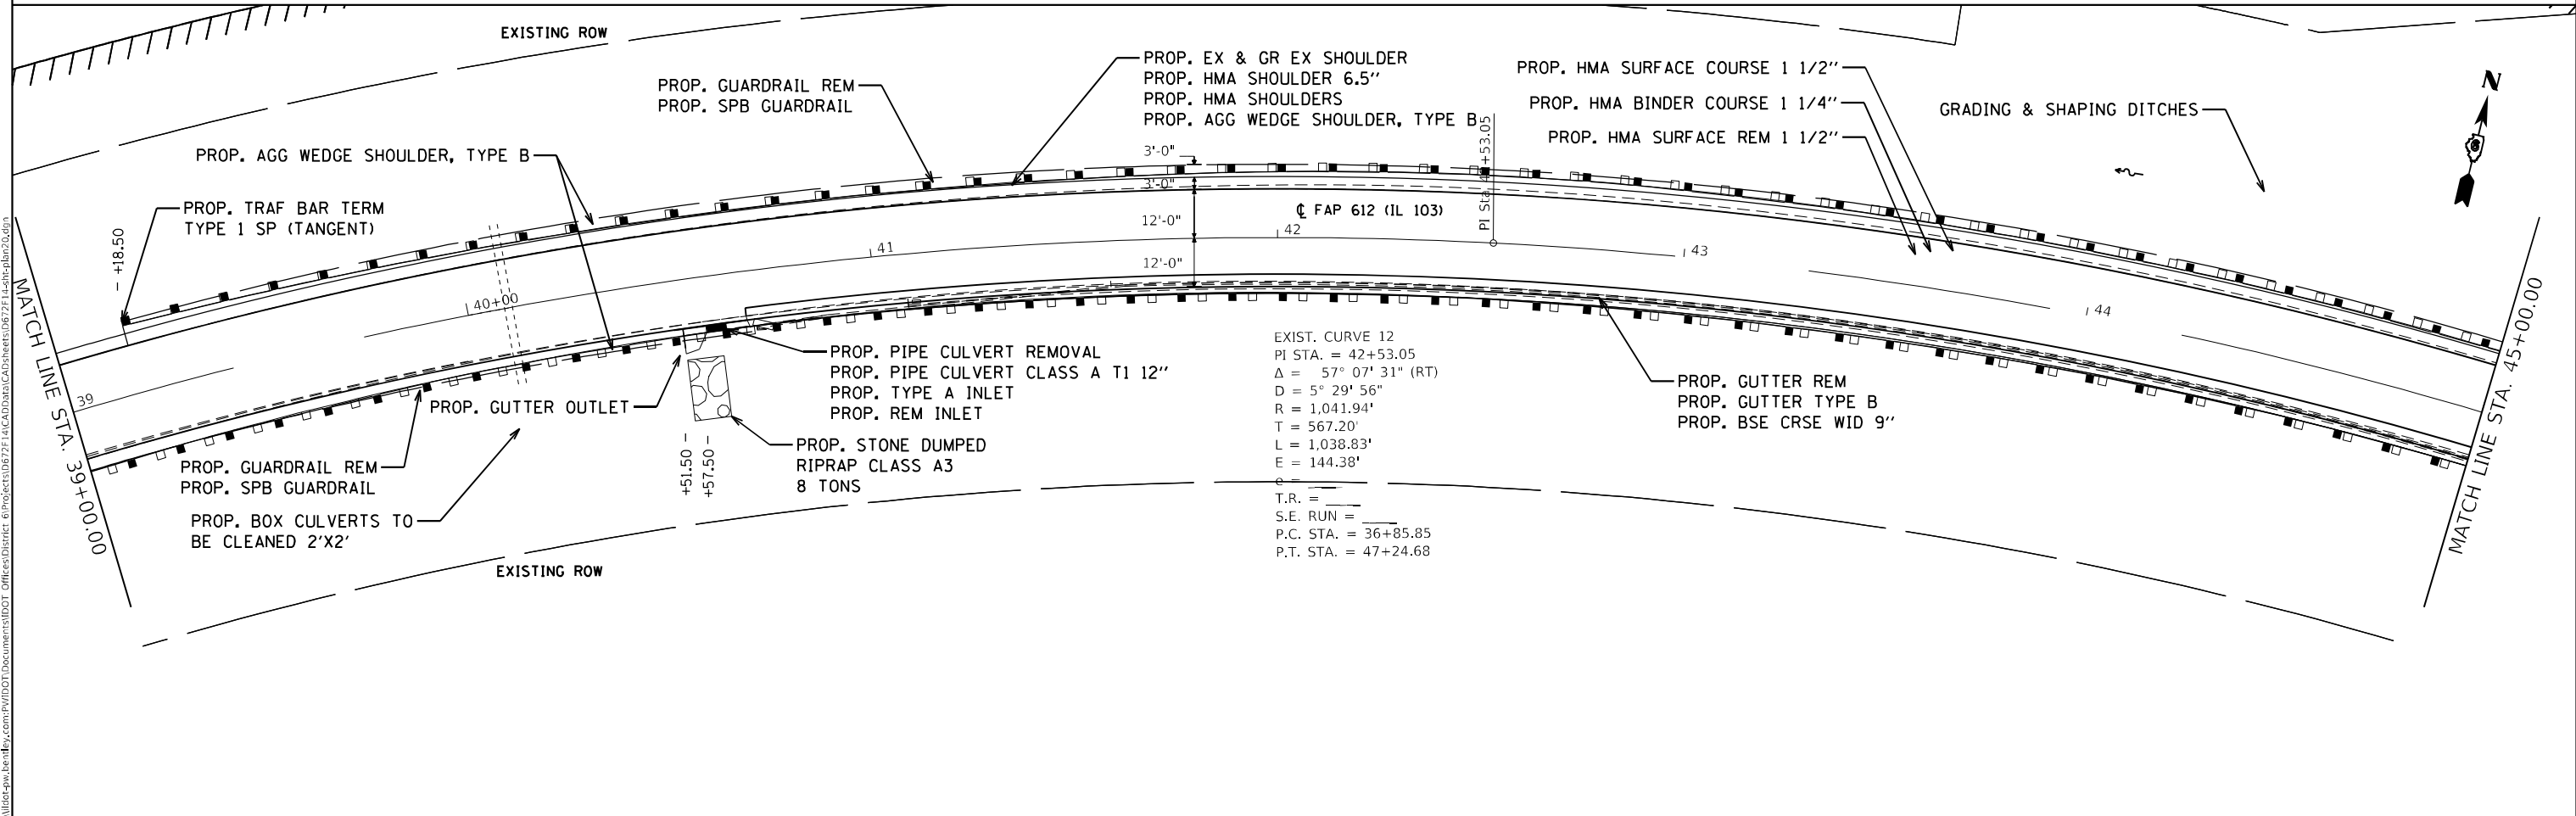 EXISTING ROW
PROP. GUARDRAIL REM
PROP. SPB GUARDRAIL
PROP. EX & GR EX SHOULDER
PROP. HMA SHOULDER 6.5"
PROP. HMA SHOULDERS
PROP. AGG WEDGE SHOULDER, TYPE B
PROP. HMA SURFACE COURSE 1 1/2"
PROP. HMA BINDER COURSE 1 1/4"
PROP. HMA SURFACE REM 1 1/2"
GRADING & SHAPING DITCHES
N
PROP. AGG WEDGE SHOULDER, TYPE B
PROP. TRAF BAR TERM
TYPE 1 SP (TANGENT)
+18.50
3'-0"
3'-0"
12'-0"
12'-0"
℄ FAP 612 (IL 103)
PI Sta. 42+53.05
39
40+00
41
42
43
44
MATCH LINE STA. 39+00.00
MATCH LINE STA. 45+00.00
PROP. GUTTER OUTLET
PROP. PIPE CULVERT REMOVAL
PROP. PIPE CULVERT CLASS A T1 12"
PROP. TYPE A INLET
PROP. REM INLET
PROP. STONE DUMPED
RIPRAP CLASS A3
8 TONS
+51.50
+57.50
PROP. GUARDRAIL REM
PROP. SPB GUARDRAIL
PROP. BOX CULVERTS TO
BE CLEANED 2'X2'
EXISTING ROW
EXIST. CURVE 12
PI STA. = 42+53.05
Δ = 57° 07' 31" (RT)
D = 5° 29' 56"
R = 1,041.94'
T = 567.20'
L = 1,038.83'
E = 144.38'
e = ____
T.R. = ____
S.E. RUN = ____
P.C. STA. = 36+85.85
P.T. STA. = 47+24.68
PROP. GUTTER REM
PROP. GUTTER TYPE B
PROP. BSE CRSE WID 9"